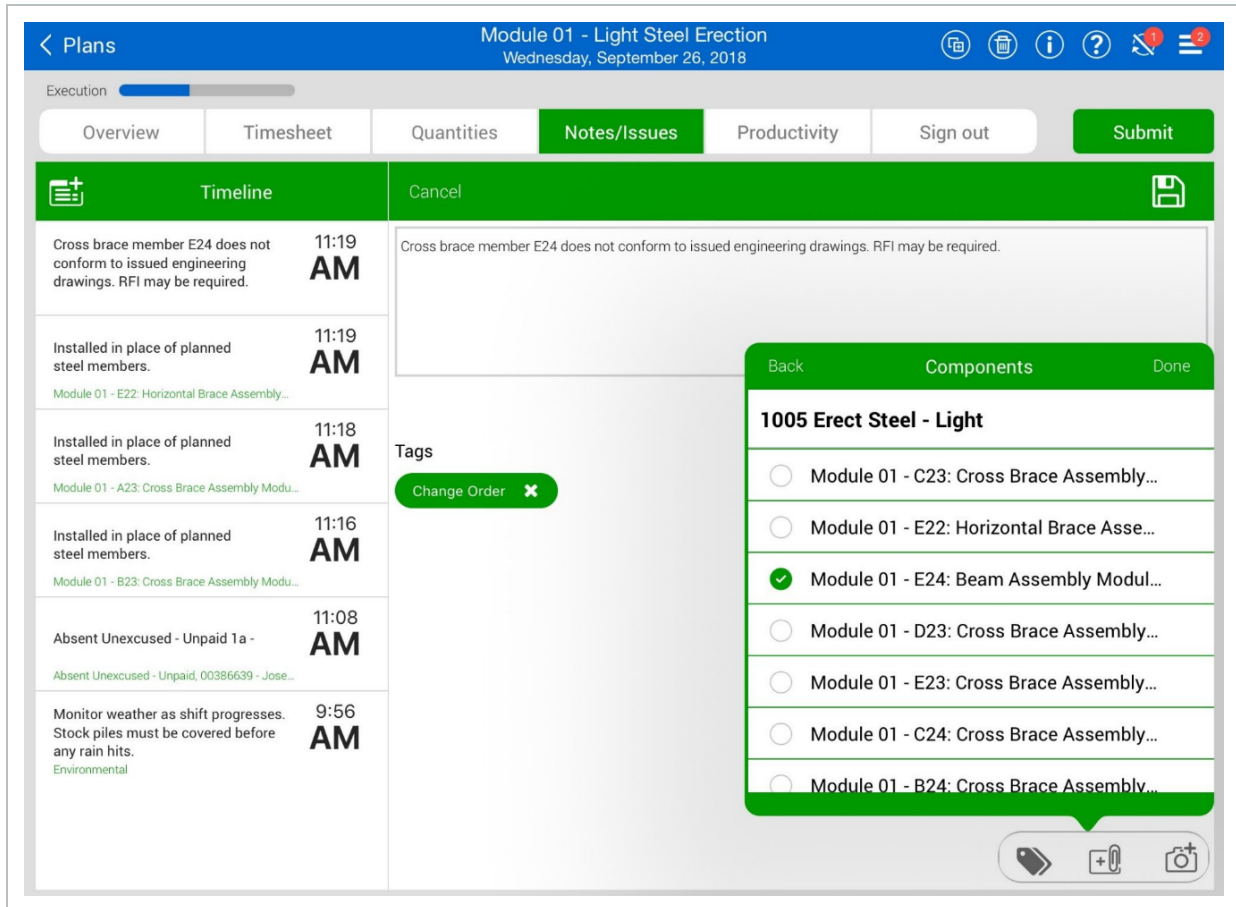 Plans
Module 01 - Light Steel Erection
Wednesday, September 26, 2018
1
2
Execution
Overview
Timesheet
Quantities
Notes/Issues
Productivity
Sign out
Submit
Timeline
Cross brace member E24 does not
conform to issued engineering
drawings. RFI may be required.
11:19
AM
Installed in place of planned
steel members.
Module 01 - E22: Horizontal Brace Assembly...
11:19
AM
Installed in place of planned
steel members.
Module 01 - A23: Cross Brace Assembly Modu...
11:18
AM
Installed in place of planned
steel members.
Module 01 - B23: Cross Brace Assembly Modu...
11:16
AM
Absent Unexcused - Unpaid 1a -
Absent Unexcused - Unpaid, 00386639 - Jose...
11:08
AM
Monitor weather as shift progresses.
Stock piles must be covered before
any rain hits.
Environmental
9:56
AM
Cancel
Cross brace member E24 does not conform to issued engineering drawings. RFI may be required.
Tags
Change Order
Back
Components
Done
1005 Erect Steel - Light
Module 01 - C23: Cross Brace Assembly...
Module 01 - E22: Horizontal Brace Asse...
Module 01 - E24: Beam Assembly Modul...
Module 01 - D23: Cross Brace Assembly...
Module 01 - E23: Cross Brace Assembly...
Module 01 - C24: Cross Brace Assembly...
Module 01 - B24: Cross Brace Assembly...